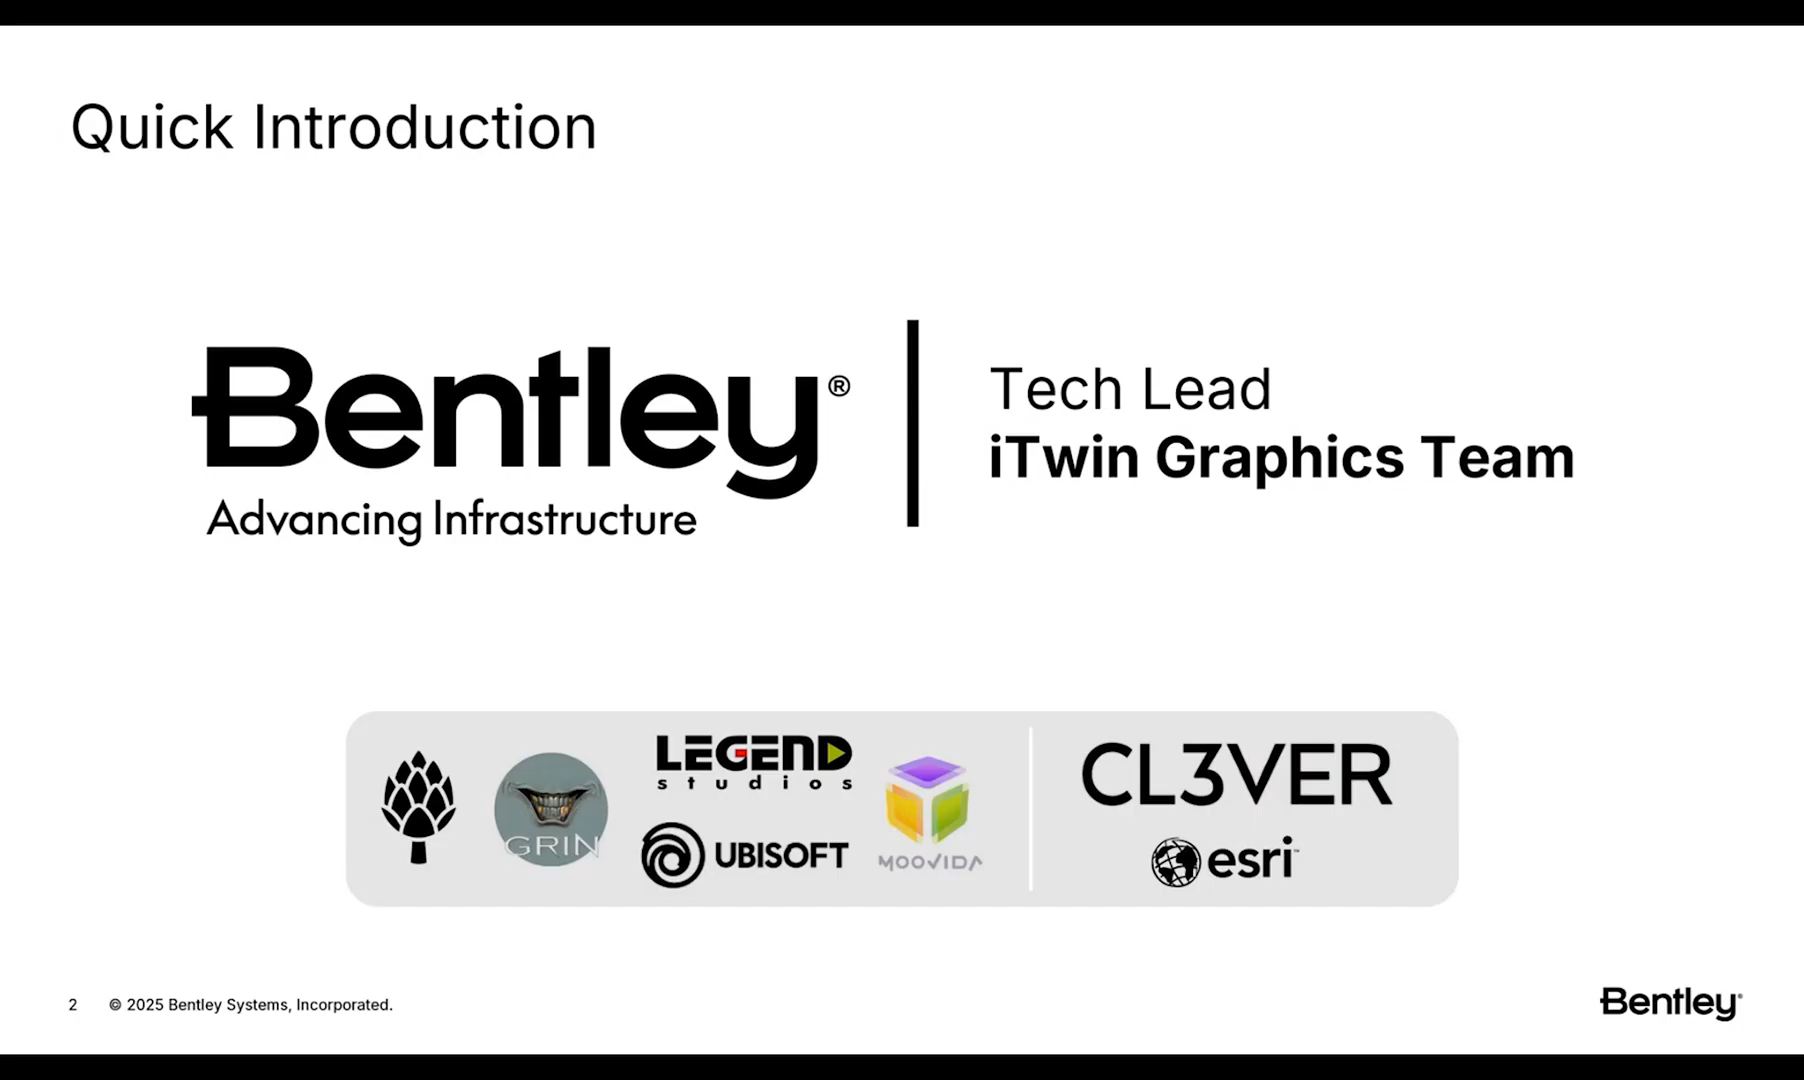 Quick Introduction
Bentley®
Advancing Infrastructure
Tech Lead
iTwin Graphics Team
GRIN
LEGEND
studios
UBISOFT
MOOVIDA
CL3VER
esri™
2 © 2025 Bentley Systems, Incorporated.
Bentley®